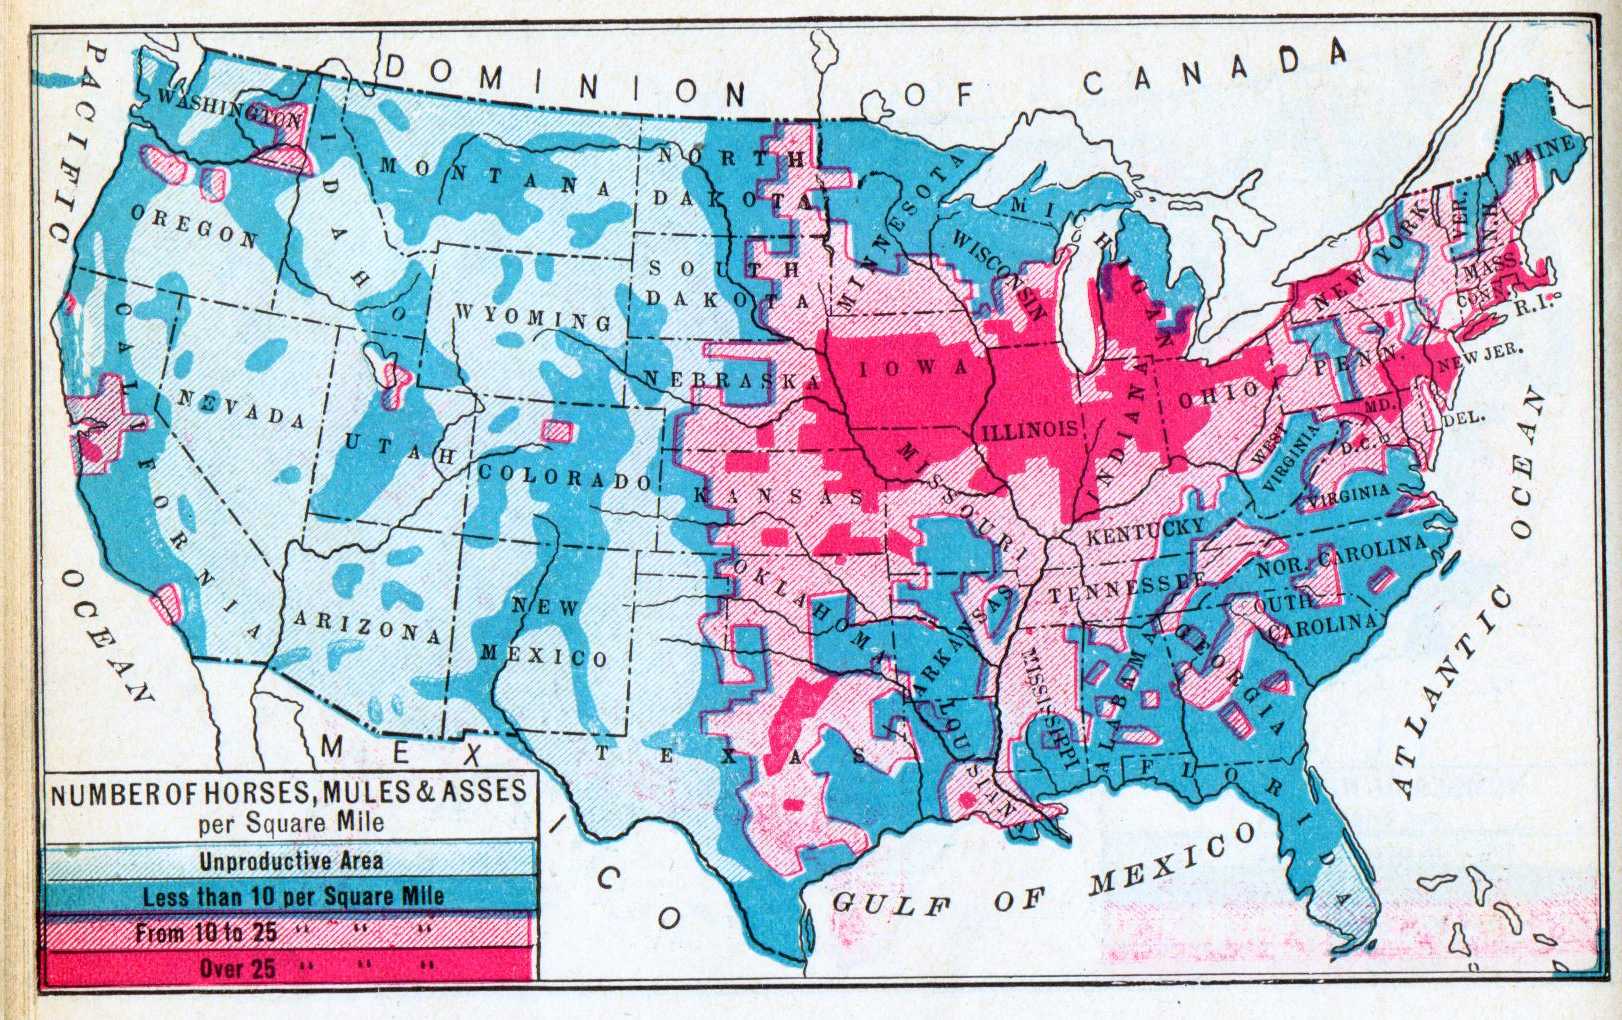 DOMINION OF CANADA
PACIFIC
OCEAN
WASHINGTON
OREGON
CALIFORNIA
IDAHO
NEVADA
MONTANA
WYOMING
UTAH
COLORADO
ARIZONA
NEW
MEXICO
NORTH
DAKOTA
SOUTH
DAKOTA
NEBRASKA
KANSAS
OKLAHOMA
TEXAS
MINNESOTA
IOWA
MISSOURI
ARKANSAS
LOUISIANA
WISCONSIN
MICHIGAN
ILLINOIS
INDIANA
OHIO
KENTUCKY
TENNESSEE
MISSISSIPPI
ALABAMA
GEORGIA
FLORIDA
SOUTH
CAROLINA
NOR. CAROLINA
VIRGINIA
WEST
VIRGINIA
D.C.
MD.
DEL.
PENN.
NEW JER.
NEW YORK
CONN.
R.I.
MASS.
VER.
N.H.
MAINE
MEXICO
GULF OF MEXICO
ATLANTIC
OCEAN
NUMBER OF HORSES, MULES & ASSES
per Square Mile
Unproductive Area
Less than 10 per Square Mile
From 10 to 25 " " "
Over 25 " " "